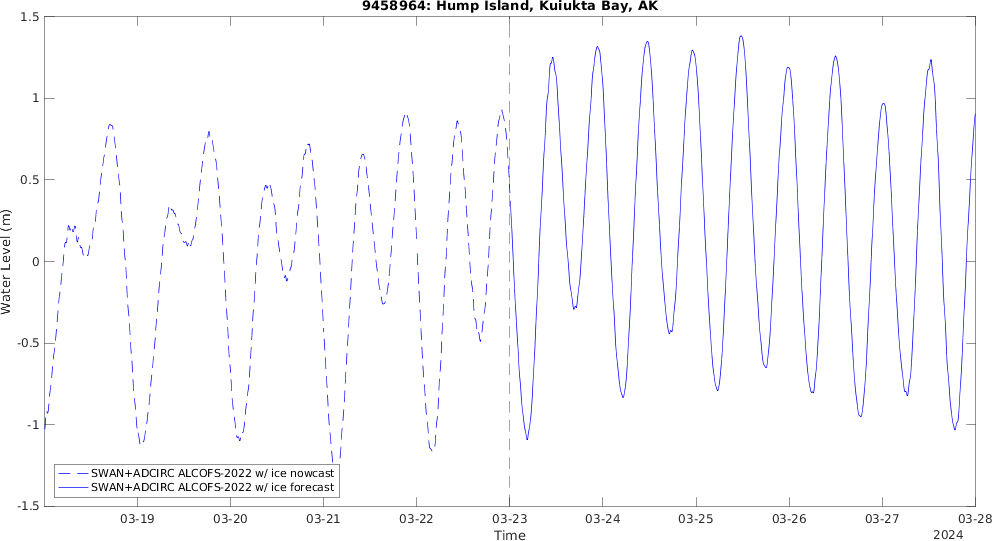 9458964: Hump Island, Kuiukta Bay, AK
1.5
1
0.5
0
-0.5
-1
-1.5
Water Level (m)
SWAN+ADCIRC ALCOFS-2022 w/ ice nowcast
SWAN+ADCIRC ALCOFS-2022 w/ ice forecast
03-19 03-20 03-21 03-22 03-23 03-24 03-25 03-26 03-27 03-28
Time
2024